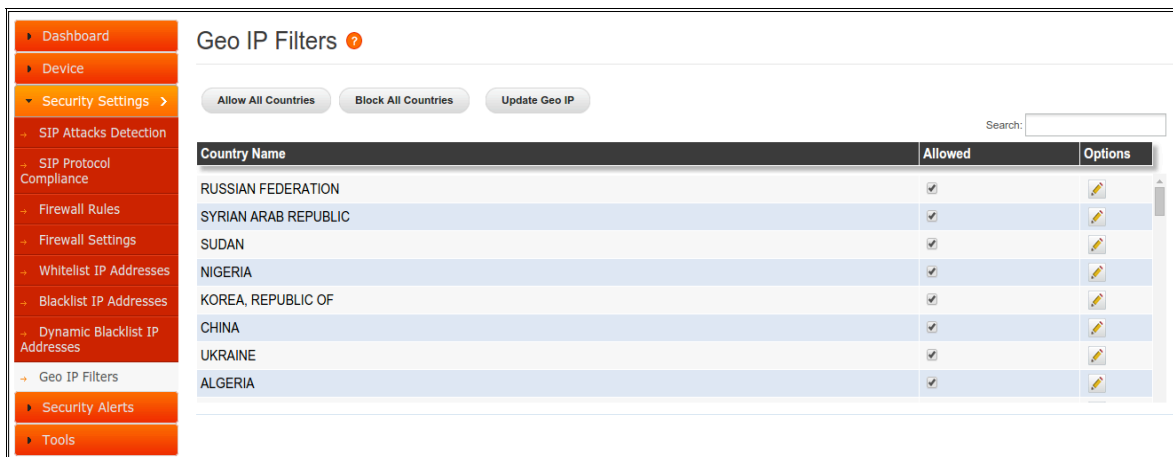 Dashboard
Device
Security Settings
SIP Attacks Detection
SIP Protocol
Compliance
Firewall Rules
Firewall Settings
Whitelist IP Addresses
Blacklist IP Addresses
Dynamic Blacklist IP
Addresses
Geo IP Filters
Security Alerts
Tools
Geo IP Filters ?
Allow All Countries Block All Countries Update Geo IP
Search:
Country Name Allowed Options
RUSSIAN FEDERATION
SYRIAN ARAB REPUBLIC
SUDAN
NIGERIA
KOREA, REPUBLIC OF
CHINA
UKRAINE
ALGERIA